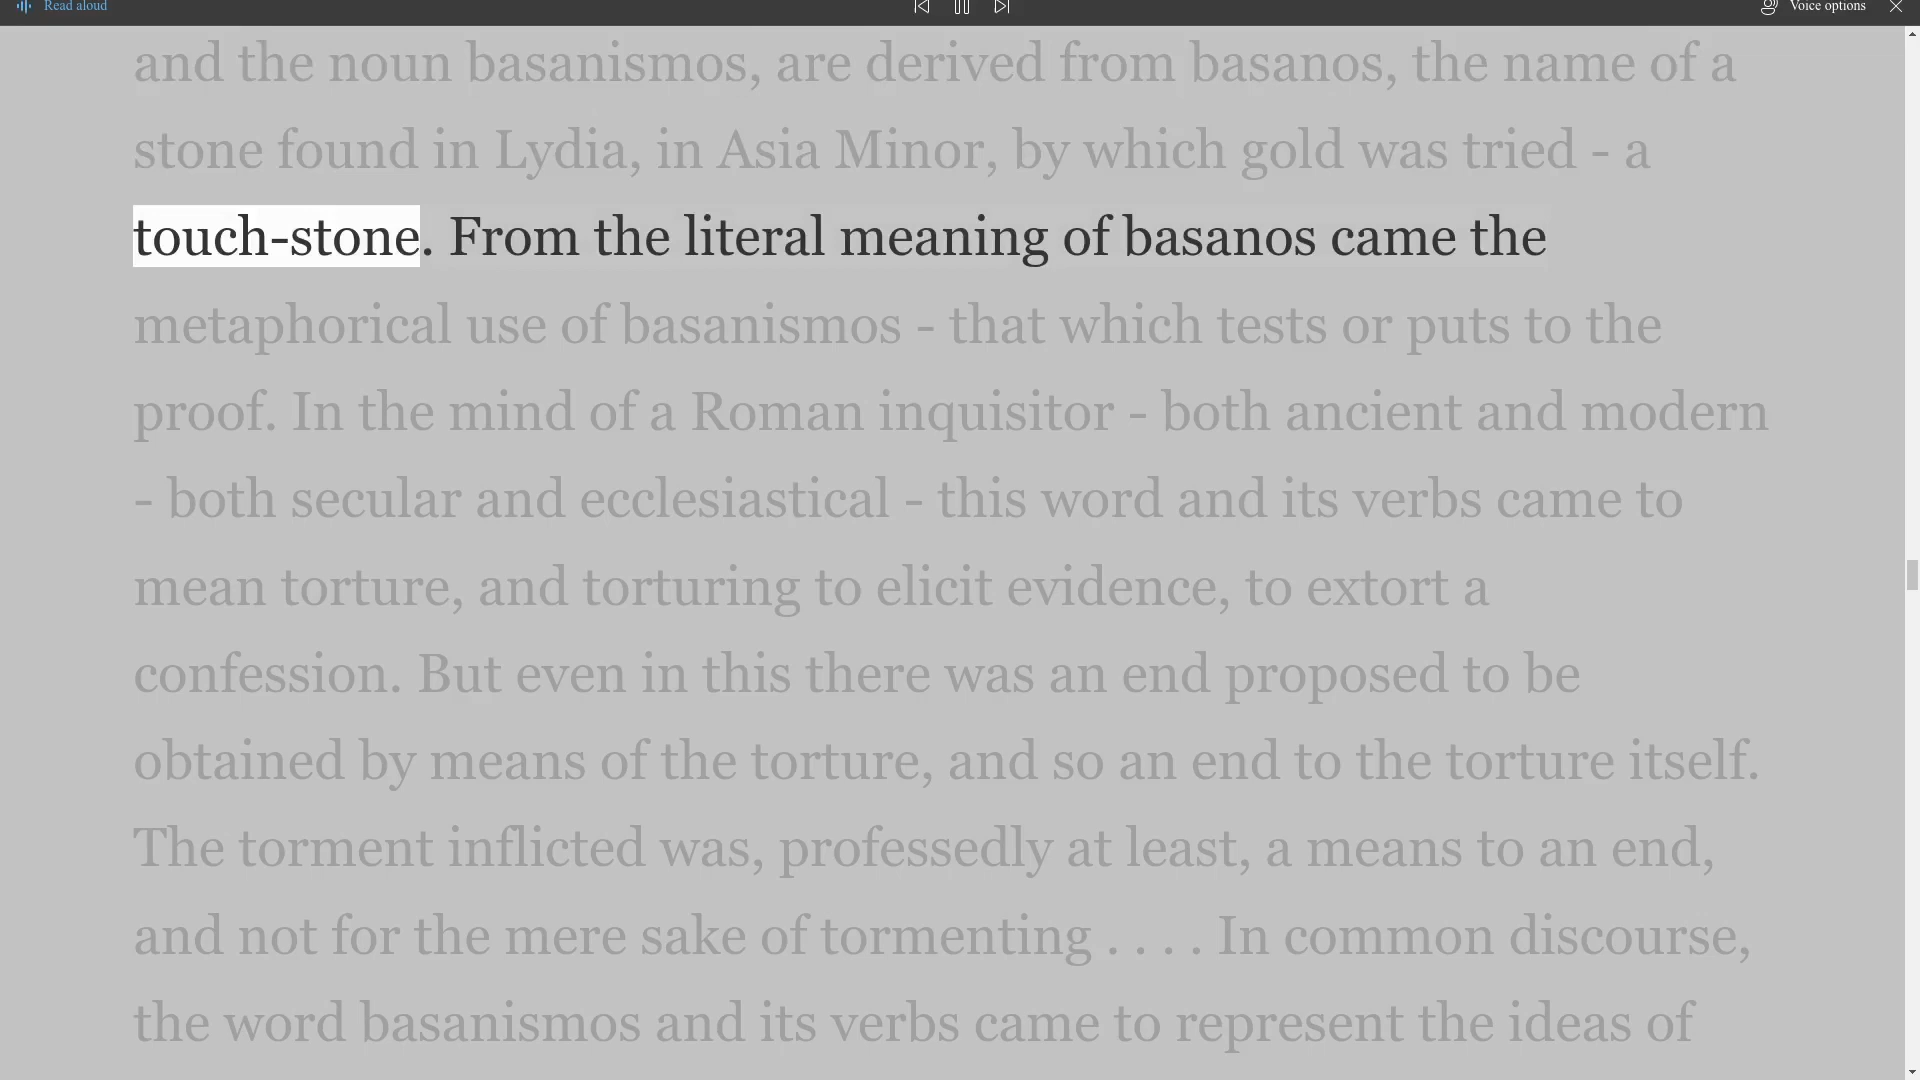 Read aloud
Voice options
and the noun basanismos, are derived from basanos, the name of a
stone found in Lydia, in Asia Minor, by which gold was tried - a
touch-stone. From the literal meaning of basanos came the
metaphorical use of basanismos - that which tests or puts to the
proof. In the mind of a Roman inquisitor - both ancient and modern
- both secular and ecclesiastical - this word and its verbs came to
mean torture, and torturing to elicit evidence, to extort a
confession. But even in this there was an end proposed to be
obtained by means of the torture, and so an end to the torture itself.
The torment inflicted was, professedly at least, a means to an end,
and not for the mere sake of tormenting . . . . In common discourse,
the word basanismos and its verbs came to represent the ideas of